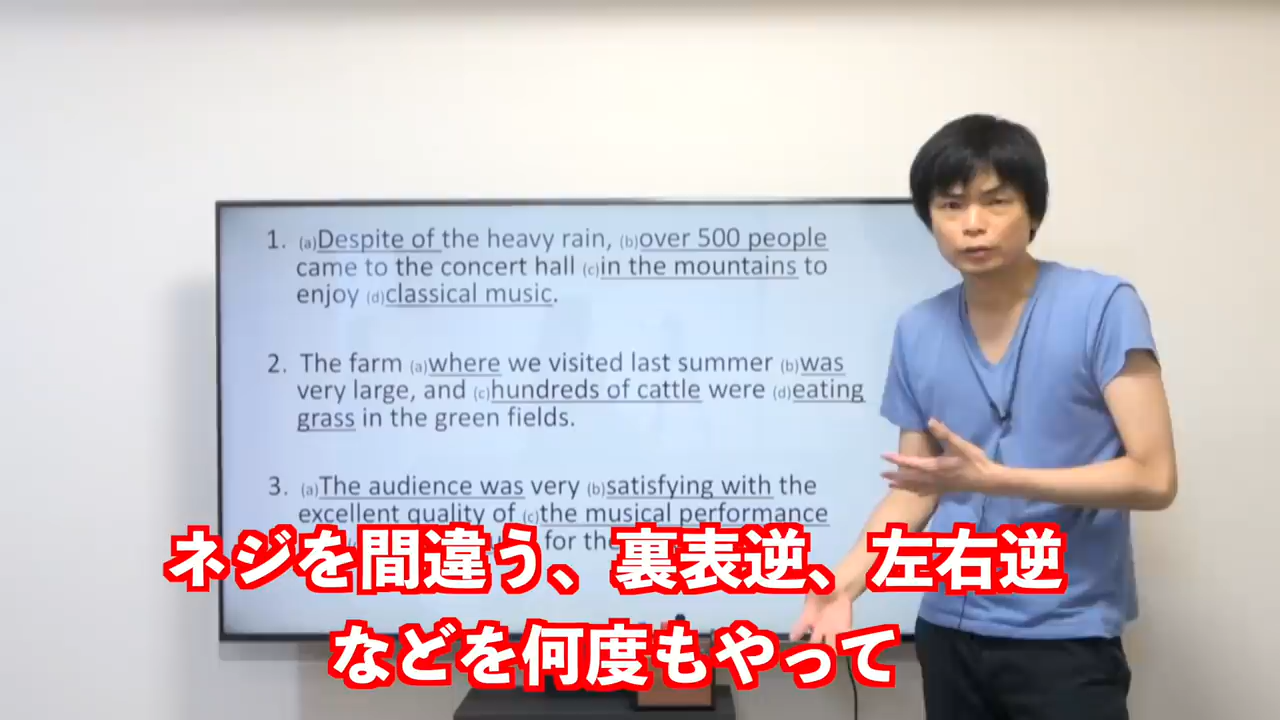 1. (a)Despite of the heavy rain, (b)over 500 people
came to the concert hall (c)in the mountains to
enjoy (d)classical music.
2. The farm (a)where we visited last summer (b)was
very large, and (c)hundreds of cattle were (d)eating
grass in the green fields.
3. (a)The audience was very (b)satisfying with the
excellent quality of (c)the musical performance
for the
ネジを間違う、裏表逆、左右逆
などを何度もやって